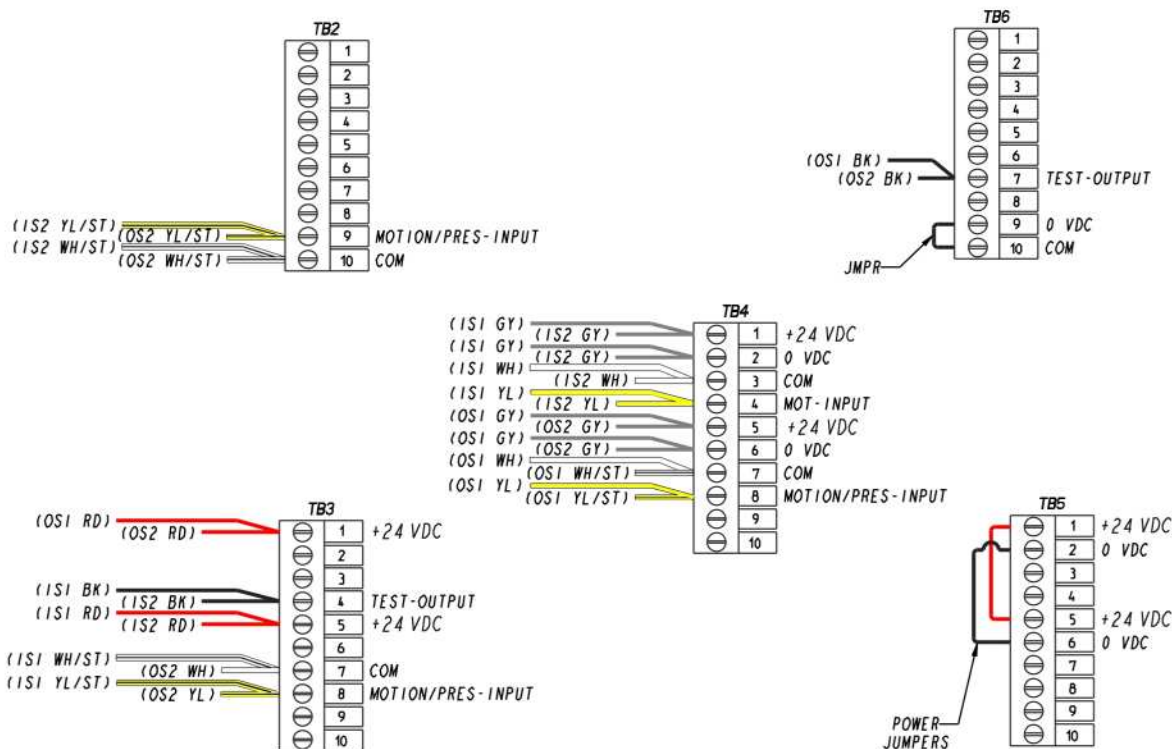 TB2
1
2
3
4
5
6
7
8
(IS2 YL/ST)
(OS2 YL/ST)
9 MOTION/PRES-INPUT
(IS2 WH/ST)
(OS2 WH/ST)
10 COM
TB6
1
2
3
4
5
6
(OS1 BK)
(OS2 BK)
7 TEST-OUTPUT
8
9 0 VDC
10 COM
JMPR
TB4
(IS1 GY)
(IS2 GY)
1 +24 VDC
(IS1 GY)
(IS2 GY)
2 0 VDC
(IS1 WH)
(IS2 WH)
3 COM
(IS1 YL)
(IS2 YL)
4 MOT-INPUT
(OS1 GY)
(OS2 GY)
5 +24 VDC
(OS1 GY)
(OS2 GY)
6 0 VDC
(OS1 WH)
(OS1 WH/ST)
7 COM
(OS1 YL)
(OS1 YL/ST)
8 MOTION/PRES-INPUT
9
10
TB3
(OS1 RD)
(OS2 RD)
1 +24 VDC
2
3
(IS1 BK)
(IS2 BK)
4 TEST-OUTPUT
(IS1 RD)
(IS2 RD)
5 +24 VDC
6
(IS1 WH/ST)
(OS2 WH)
7 COM
(IS1 YL/ST)
(OS2 YL)
8 MOTION/PRES-INPUT
9
10
TB5
1 +24 VDC
2 0 VDC
3
4
5 +24 VDC
6 0 VDC
7
8
9
10
POWER
JUMPERS